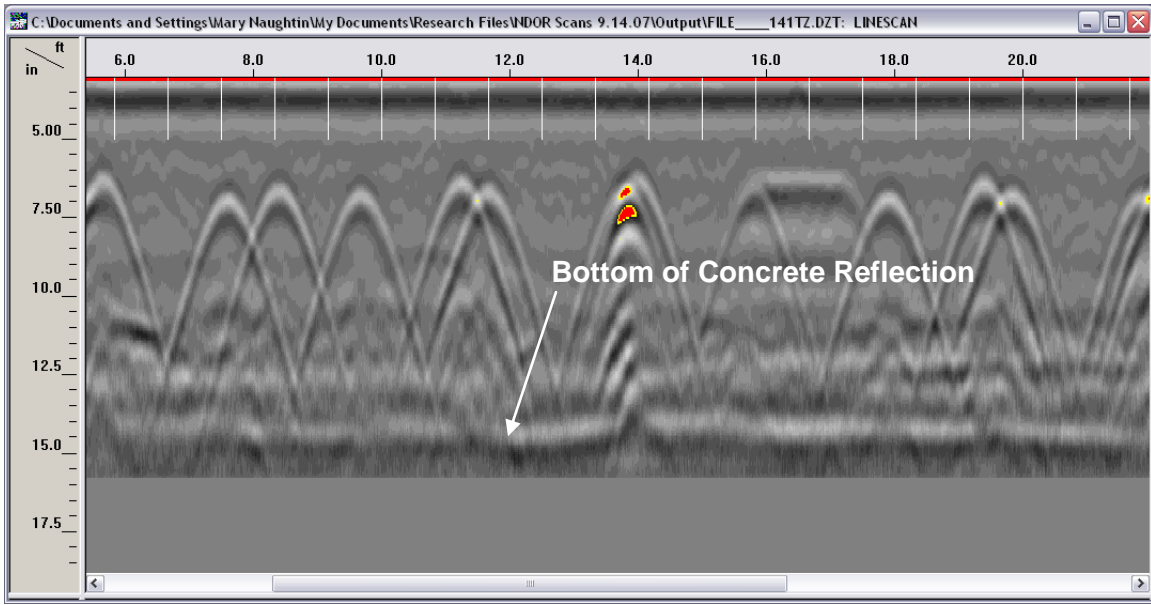 C:\Documents and Settings\Mary Naughtin\My Documents\Research Files\NDOR Scans 9.14.07\Output\FILE____141TZ.DZT: LINESCAN
ft
in
6.0 8.0 10.0 12.0 14.0 16.0 18.0 20.0
5.00
7.50
Bottom of Concrete Reflection
10.0
12.5
15.0
17.5